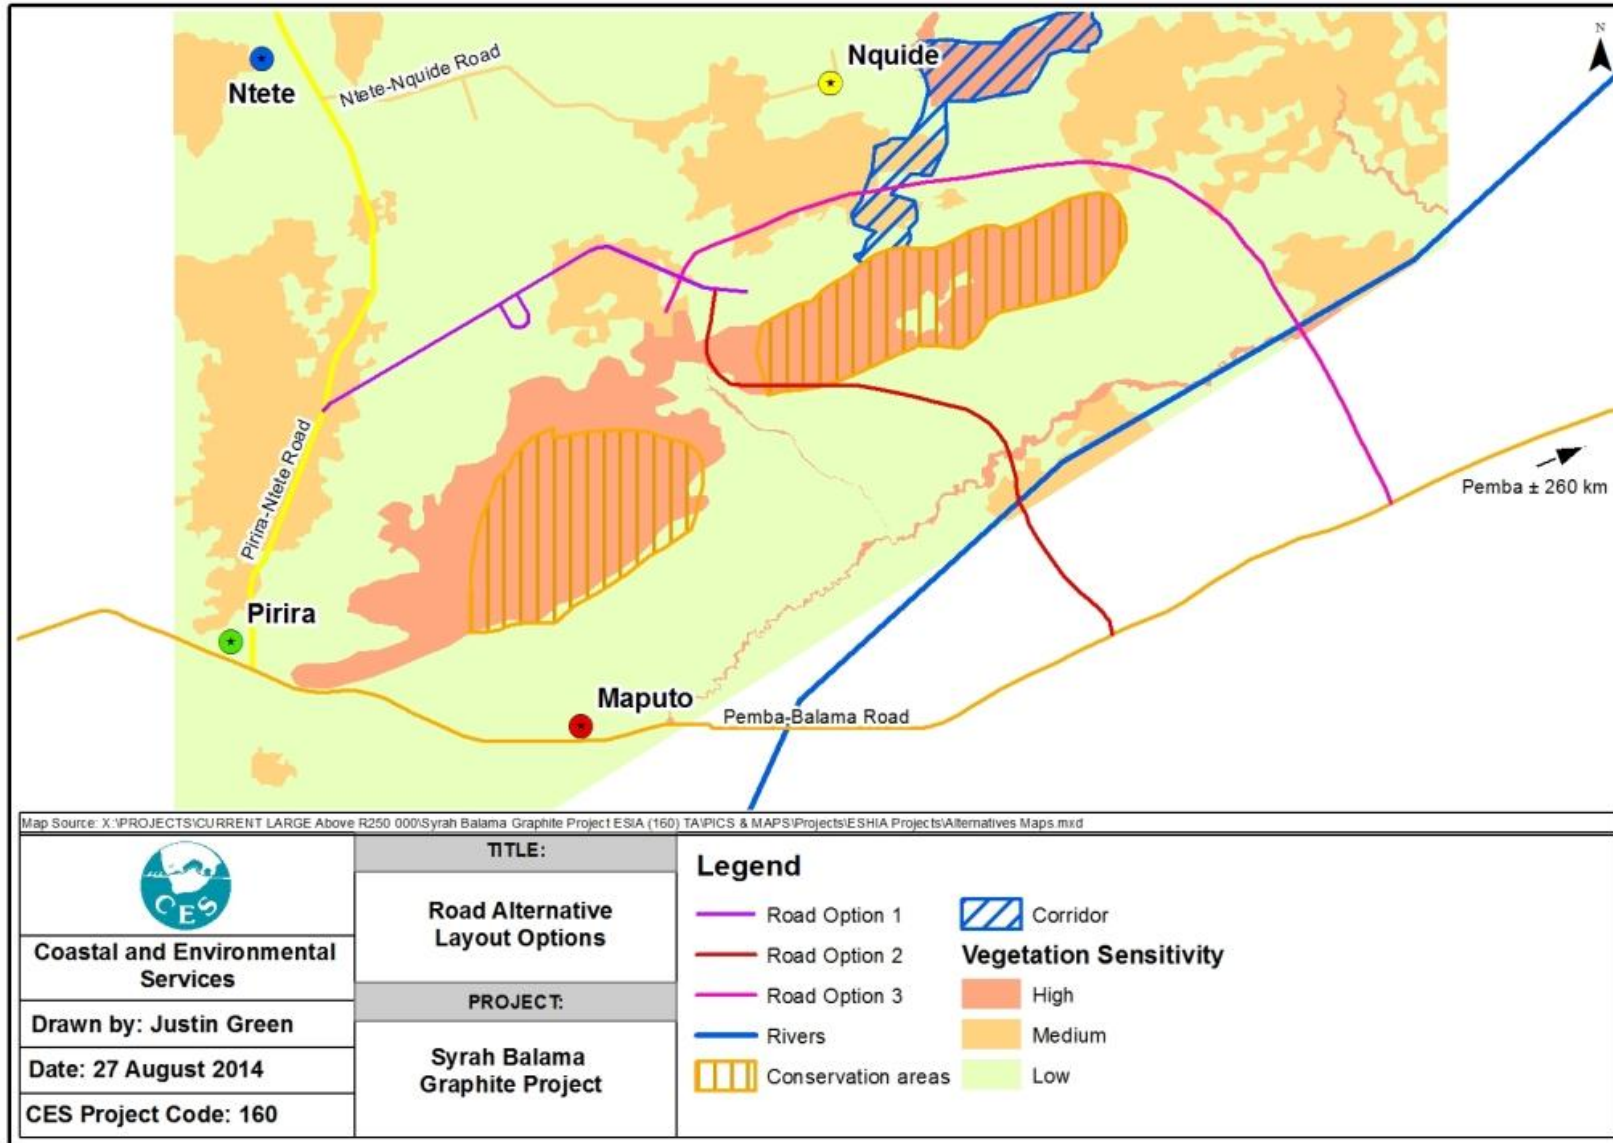 N
Nquide
Ntete
Ntete-Nquide Road
Pirira-Ntete Road
Pemba ± 260 km
Pirira
Maputo
Pemba-Balama Road
Map Source: X:\PROJECTS\CURRENT LARGE Above R250 000\Syrah Balama Graphite Project ESIA (160) TA\PICS & MAPS\Projects\ESHIA Projects\Alternatives Maps.mxd
CES
Coastal and Environmental
Services
Drawn by: Justin Green
Date: 27 August 2014
CES Project Code: 160
TITLE:
Road Alternative
Layout Options
PROJECT:
Syrah Balama
Graphite Project
Legend
Road Option 1
Road Option 2
Road Option 3
Rivers
Conservation areas
Corridor
Vegetation Sensitivity
High
Medium
Low